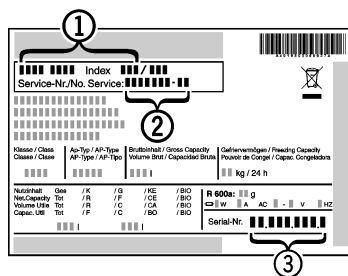 1
Index /
Service-Nr./No. Service: -
2
Klasse / Class
Classe / Clase
Ap-Typ / AP-Type
AP-Type / AP-Tipo
Bruttoinhalt / Gross Capacity
Volume Brut / Capacidad Bruta
Gefriervermögen / Freezing Capacity
Pouvoir de Congel / Capac. Congeladora
l
kg / 24 h
Nutzinhalt Ges / K / G / KE / BIO
Net.Capacity Tot / R / F / CE / BIO
Volume Utile Tot / R / C / CA / BIO
Capac. Util Tot / F / C / BO / BIO
l l
R 600a: g
W A AC - V HZ
Serial-Nr. . . .
3